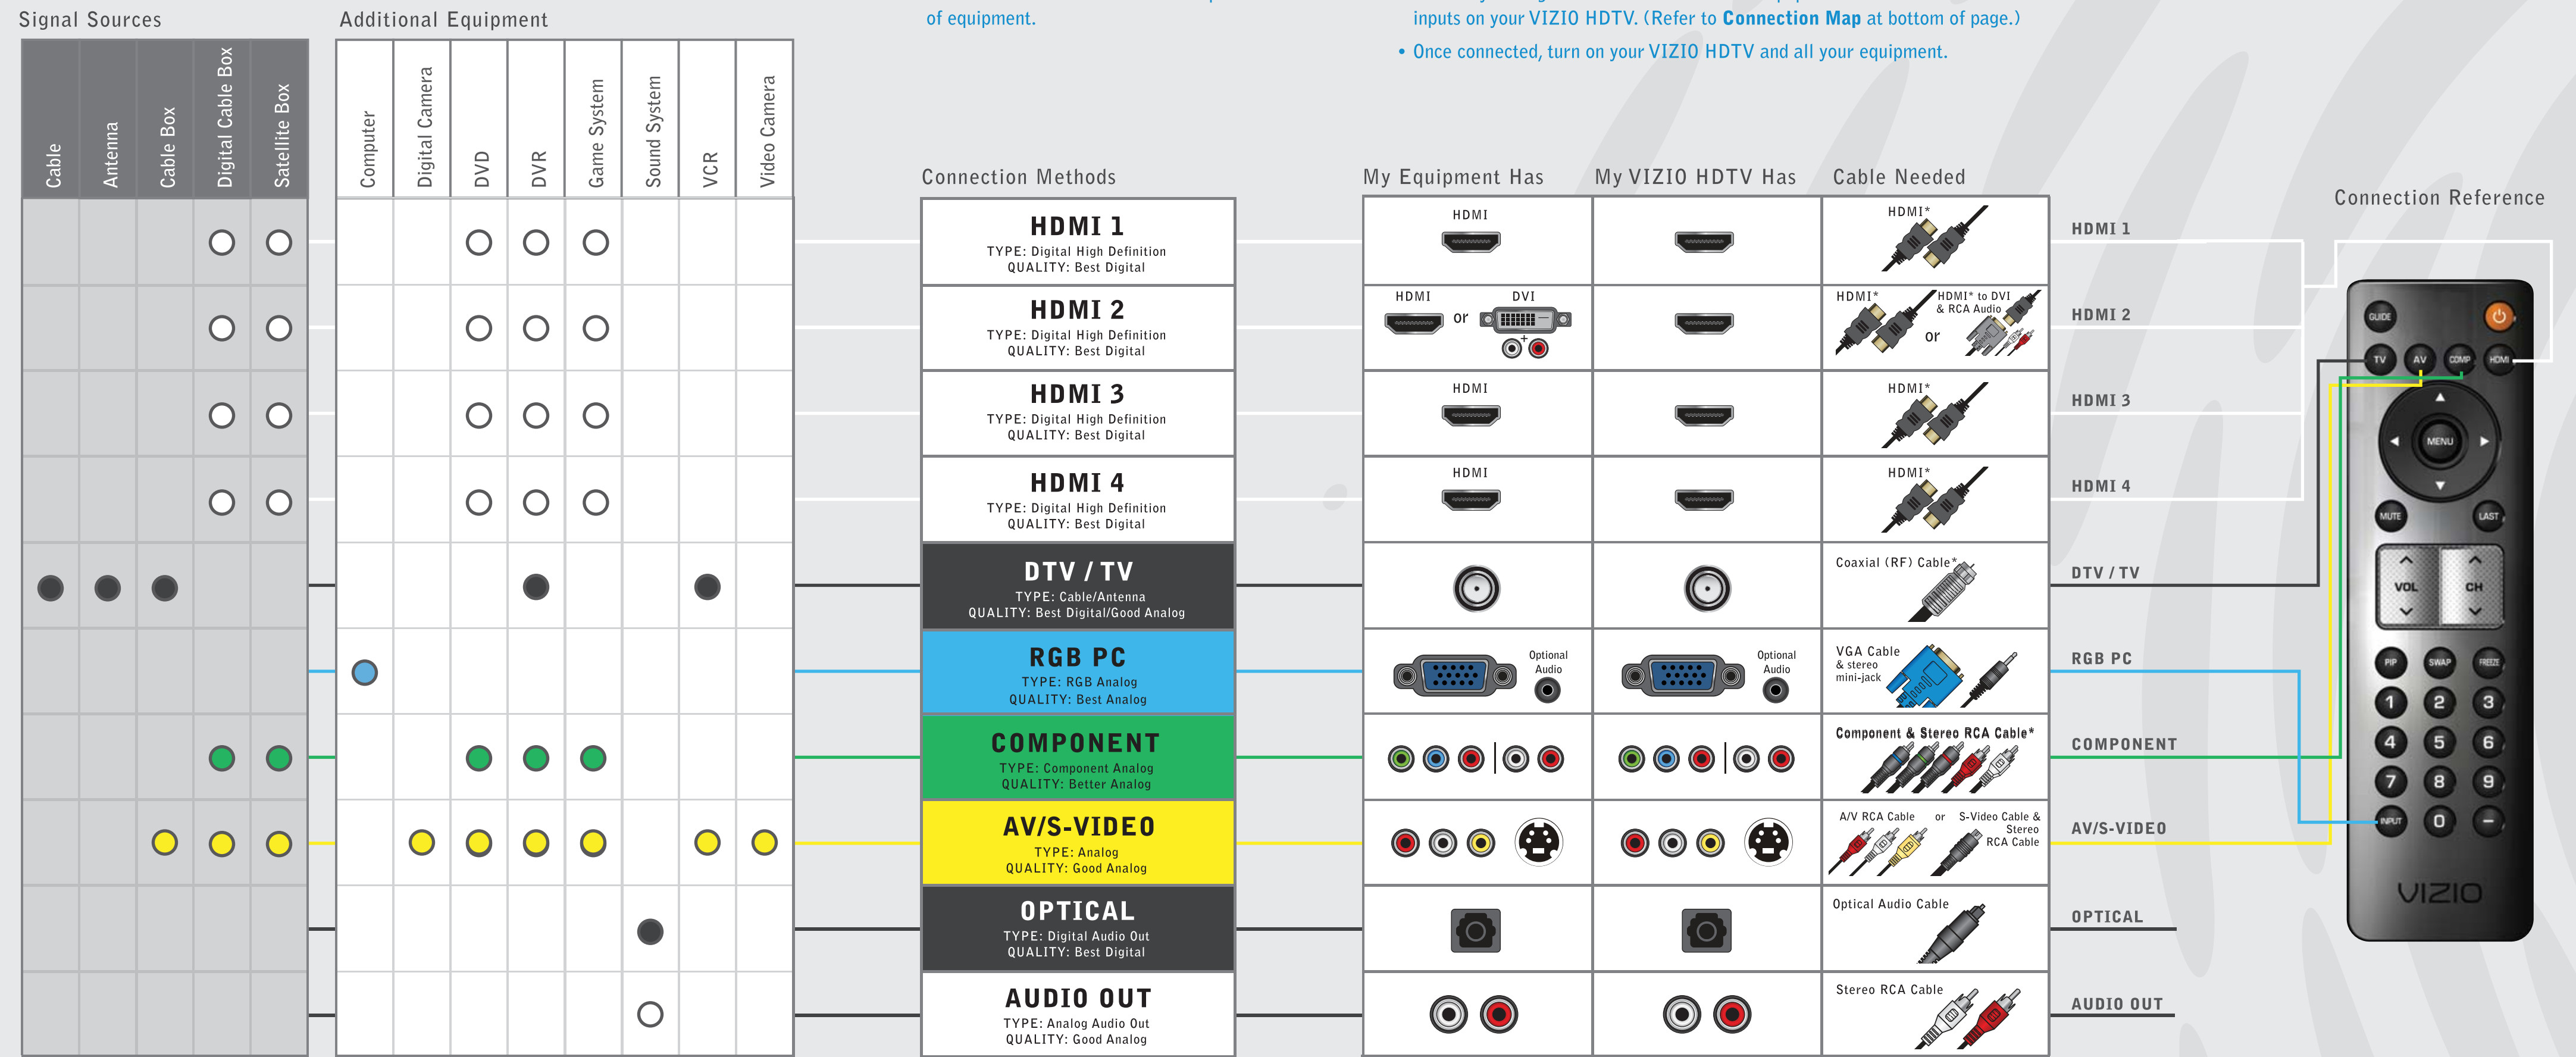 Signal Sources
Additional Equipment
of equipment.
inputs on your VIZIO HDTV. (Refer to Connection Map at bottom of page.)
• Once connected, turn on your VIZIO HDTV and all your equipment.
Cable
Antenna
Cable Box
Digital Cable Box
Satellite Box
Computer
Digital Camera
DVD
DVR
Game System
Sound System
VCR
Video Camera
Connection Methods
My Equipment Has
My VIZIO HDTV Has
Cable Needed
Connection Reference
HDMI 1
TYPE: Digital High Definition
QUALITY: Best Digital
HDMI
HDMI*
HDMI 1
HDMI 2
TYPE: Digital High Definition
QUALITY: Best Digital
HDMI
or
DVI
+
HDMI*
or
HDMI* to DVI
& RCA Audio
HDMI 2
HDMI 3
TYPE: Digital High Definition
QUALITY: Best Digital
HDMI
HDMI*
HDMI 3
HDMI 4
TYPE: Digital High Definition
QUALITY: Best Digital
HDMI
HDMI*
HDMI 4
DTV / TV
TYPE: Cable/Antenna
QUALITY: Best Digital/Good Analog
Coaxial (RF) Cable*
DTV / TV
RGB PC
TYPE: RGB Analog
QUALITY: Best Analog
Optional
Audio
Optional
Audio
VGA Cable
& stereo
mini-jack
RGB PC
COMPONENT
TYPE: Component Analog
QUALITY: Better Analog
Component & Stereo RCA Cable*
COMPONENT
AV/S-VIDEO
TYPE: Analog
QUALITY: Good Analog
A/V RCA Cable
or
S-Video Cable &
Stereo
RCA Cable
AV/S-VIDEO
OPTICAL
TYPE: Digital Audio Out
QUALITY: Best Digital
Optical Audio Cable
OPTICAL
AUDIO OUT
TYPE: Analog Audio Out
QUALITY: Good Analog
Stereo RCA Cable
AUDIO OUT
GUIDE
TV AV COMP HDMI
MENU
MUTE LAST
VOL CH
PIP SWAP FREEZE
1 2 3
4 5 6
7 8 9
INPUT 0 –
VIZIO